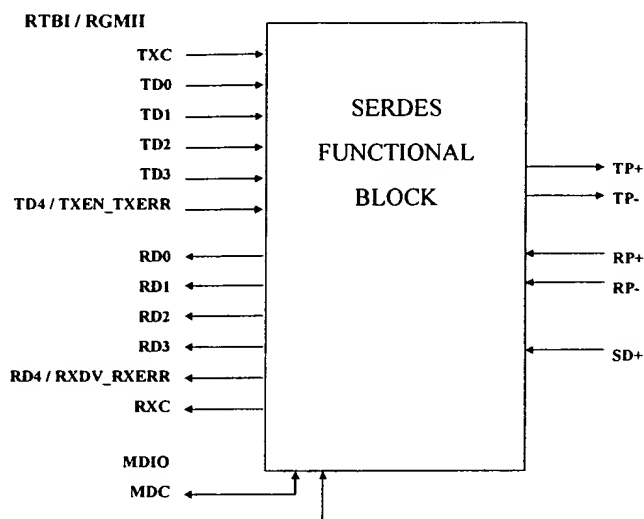 RTBI / RGMII
TXC
TD0
TD1
TD2
TD3
TD4 / TXEN_TXERR
RD0
RD1
RD2
RD3
RD4 / RXDV_RXERR
RXC
MDIO
MDC
SERDES
FUNCTIONAL
BLOCK
TP+
TP-
RP+
RP-
SD+